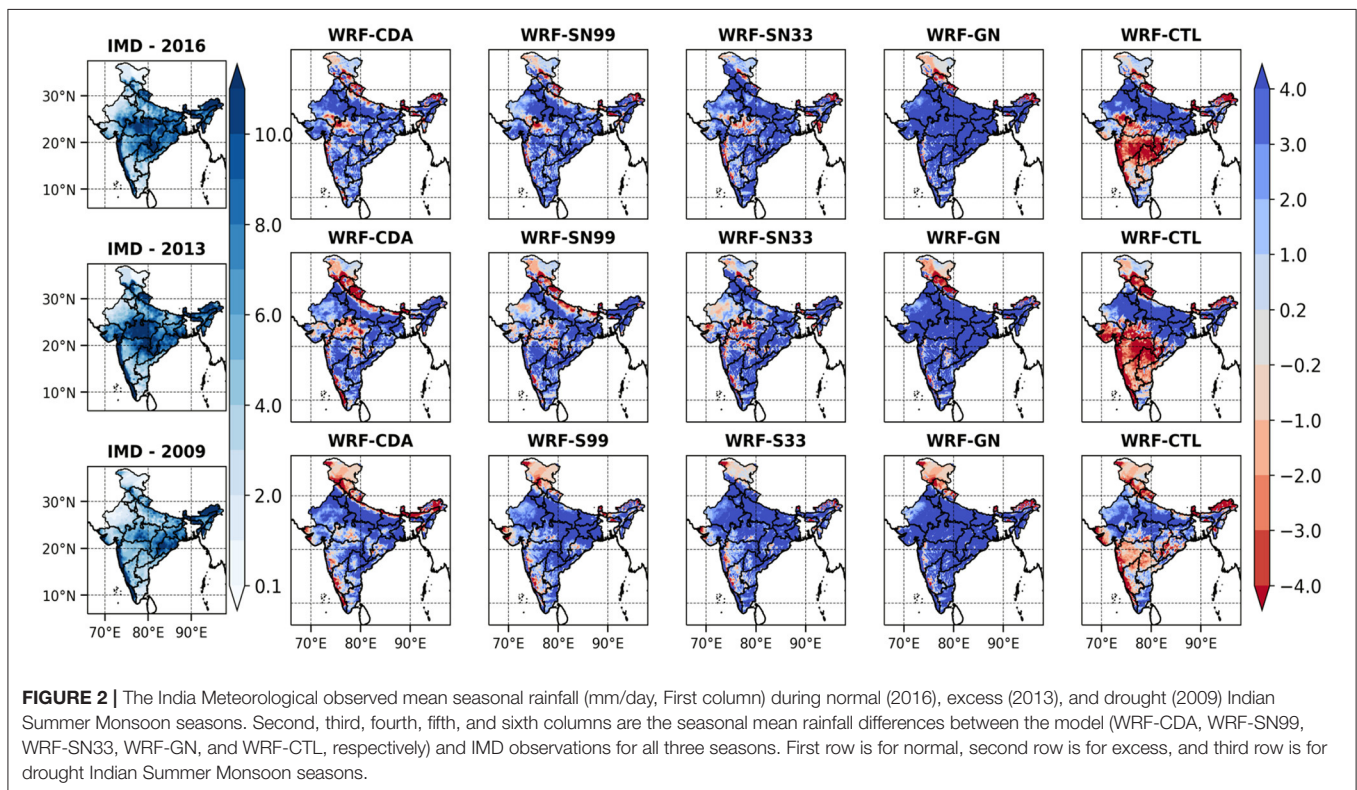 IMD - 2016
WRF-CDA
WRF-SN99
WRF-SN33
WRF-GN
WRF-CTL
30°N
20°N
10°N
IMD - 2013
WRF-CDA
WRF-SN99
WRF-SN33
WRF-GN
WRF-CTL
30°N
20°N
10°N
IMD - 2009
WRF-CDA
WRF-S99
WRF-S33
WRF-GN
WRF-CTL
30°N
20°N
10°N
70°E 80°E 90°E
70°E 80°E 90°E
70°E 80°E 90°E
70°E 80°E 90°E
70°E 80°E 90°E
70°E 80°E 90°E
10.0
8.0
6.0
4.0
2.0
0.1
4.0
3.0
2.0
1.0
0.2
−0.2
−1.0
−2.0
−3.0
−4.0
FIGURE 2 | The India Meteorological observed mean seasonal rainfall (mm/day, First column) during normal (2016), excess (2013), and drought (2009) Indian
Summer Monsoon seasons. Second, third, fourth, fifth, and sixth columns are the seasonal mean rainfall differences between the model (WRF-CDA, WRF-SN99,
WRF-SN33, WRF-GN, and WRF-CTL, respectively) and IMD observations for all three seasons. First row is for normal, second row is for excess, and third row is for
drought Indian Summer Monsoon seasons.